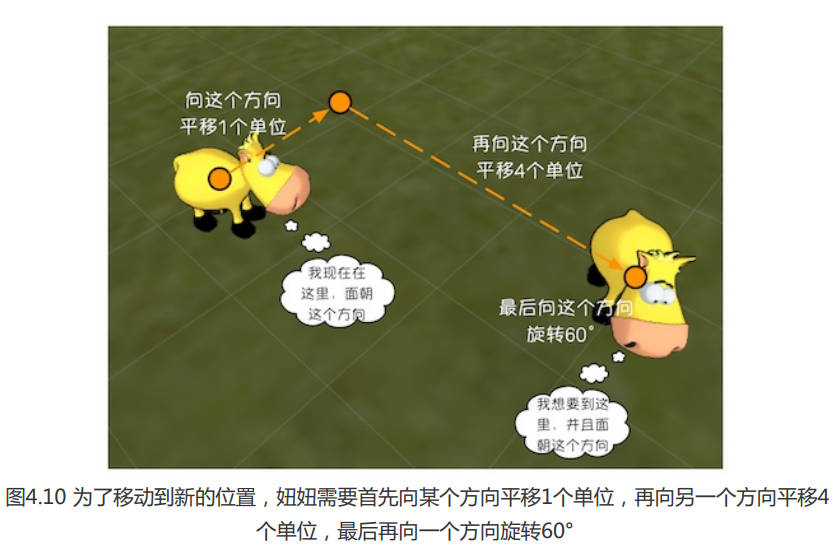 向这个方向
平移1个单位
再向这个方向
平移4个单位
我现在在
这里，面朝
这个方向
最后向这个方向
旋转60°
我想要到这
里，并且面
朝这个方向
图4.10 为了移动到新的位置，妞妞需要首先向某个方向平移1个单位，再向另一个方向平移4
个单位，最后再向一个方向旋转60°